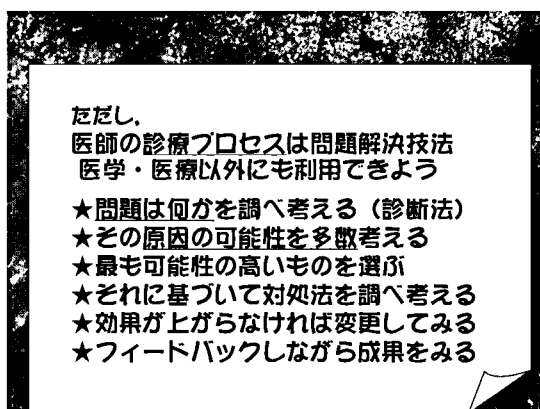 ただし，
医師の診療プロセスは問題解決技法
医学・医療以外にも利用できよう
★問題は何かを調べ考える（診断法）
★その原因の可能性を多数考える
★最も可能性の高いものを選ぶ
★それに基づいて対処法を調べ考える
★効果が上がらなければ変更してみる
★フィードバックしながら成果をみる